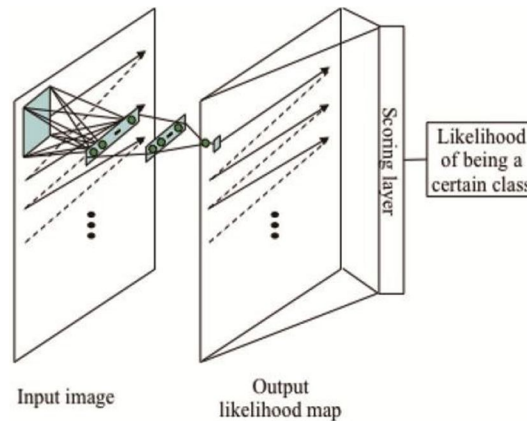 Scoring layer
Likelihood
of being a
certain class
Input image
Output
likelihood map